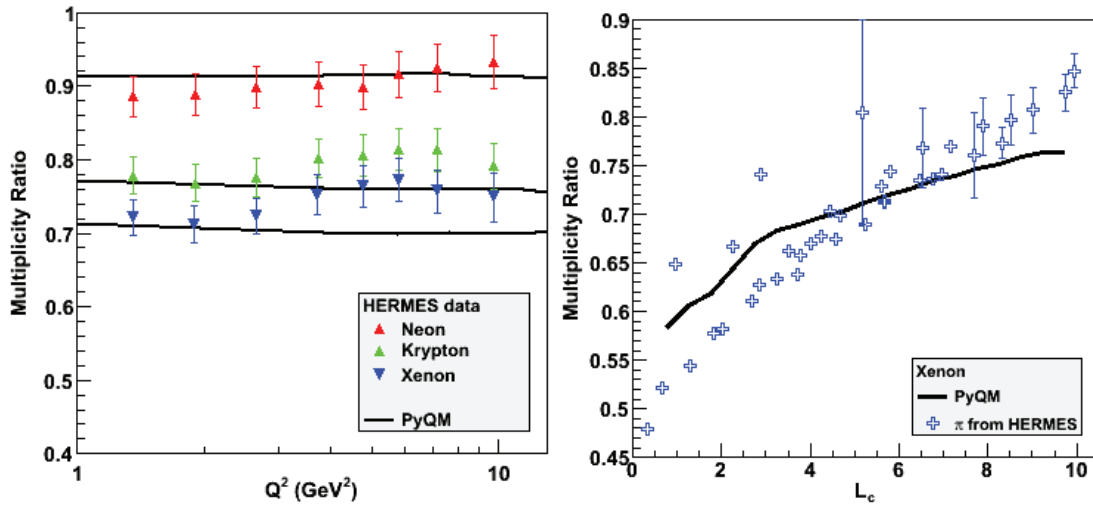 1
0.9
0.8
0.7
0.6
0.5
0.4
Multiplicity Ratio
HERMES data
Neon
Krypton
Xenon
PyQM
1
10
Q² (GeV²)
0.9
0.85
0.8
0.75
0.7
0.65
0.6
0.55
0.5
0.45
Multiplicity Ratio
Xenon
PyQM
π from HERMES
0 2 4 6 8 10
L_c